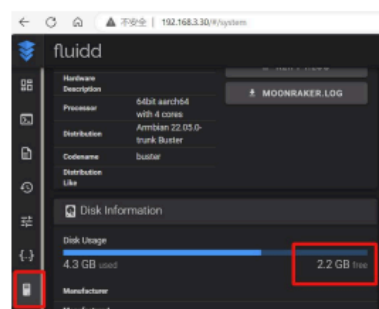 不安全 | 192.168.3.30/#/system
fluidd
Hardware
Description
Processor
64bit aarch64
with 4 cores
MOONRAKER.LOG
Distribution
Armbian 22.05.0-
trunk Buster
Codename
buster
Distribution
Like
Disk Information
Disk Usage
4.3 GB used
2.2 GB free
Manufacturer